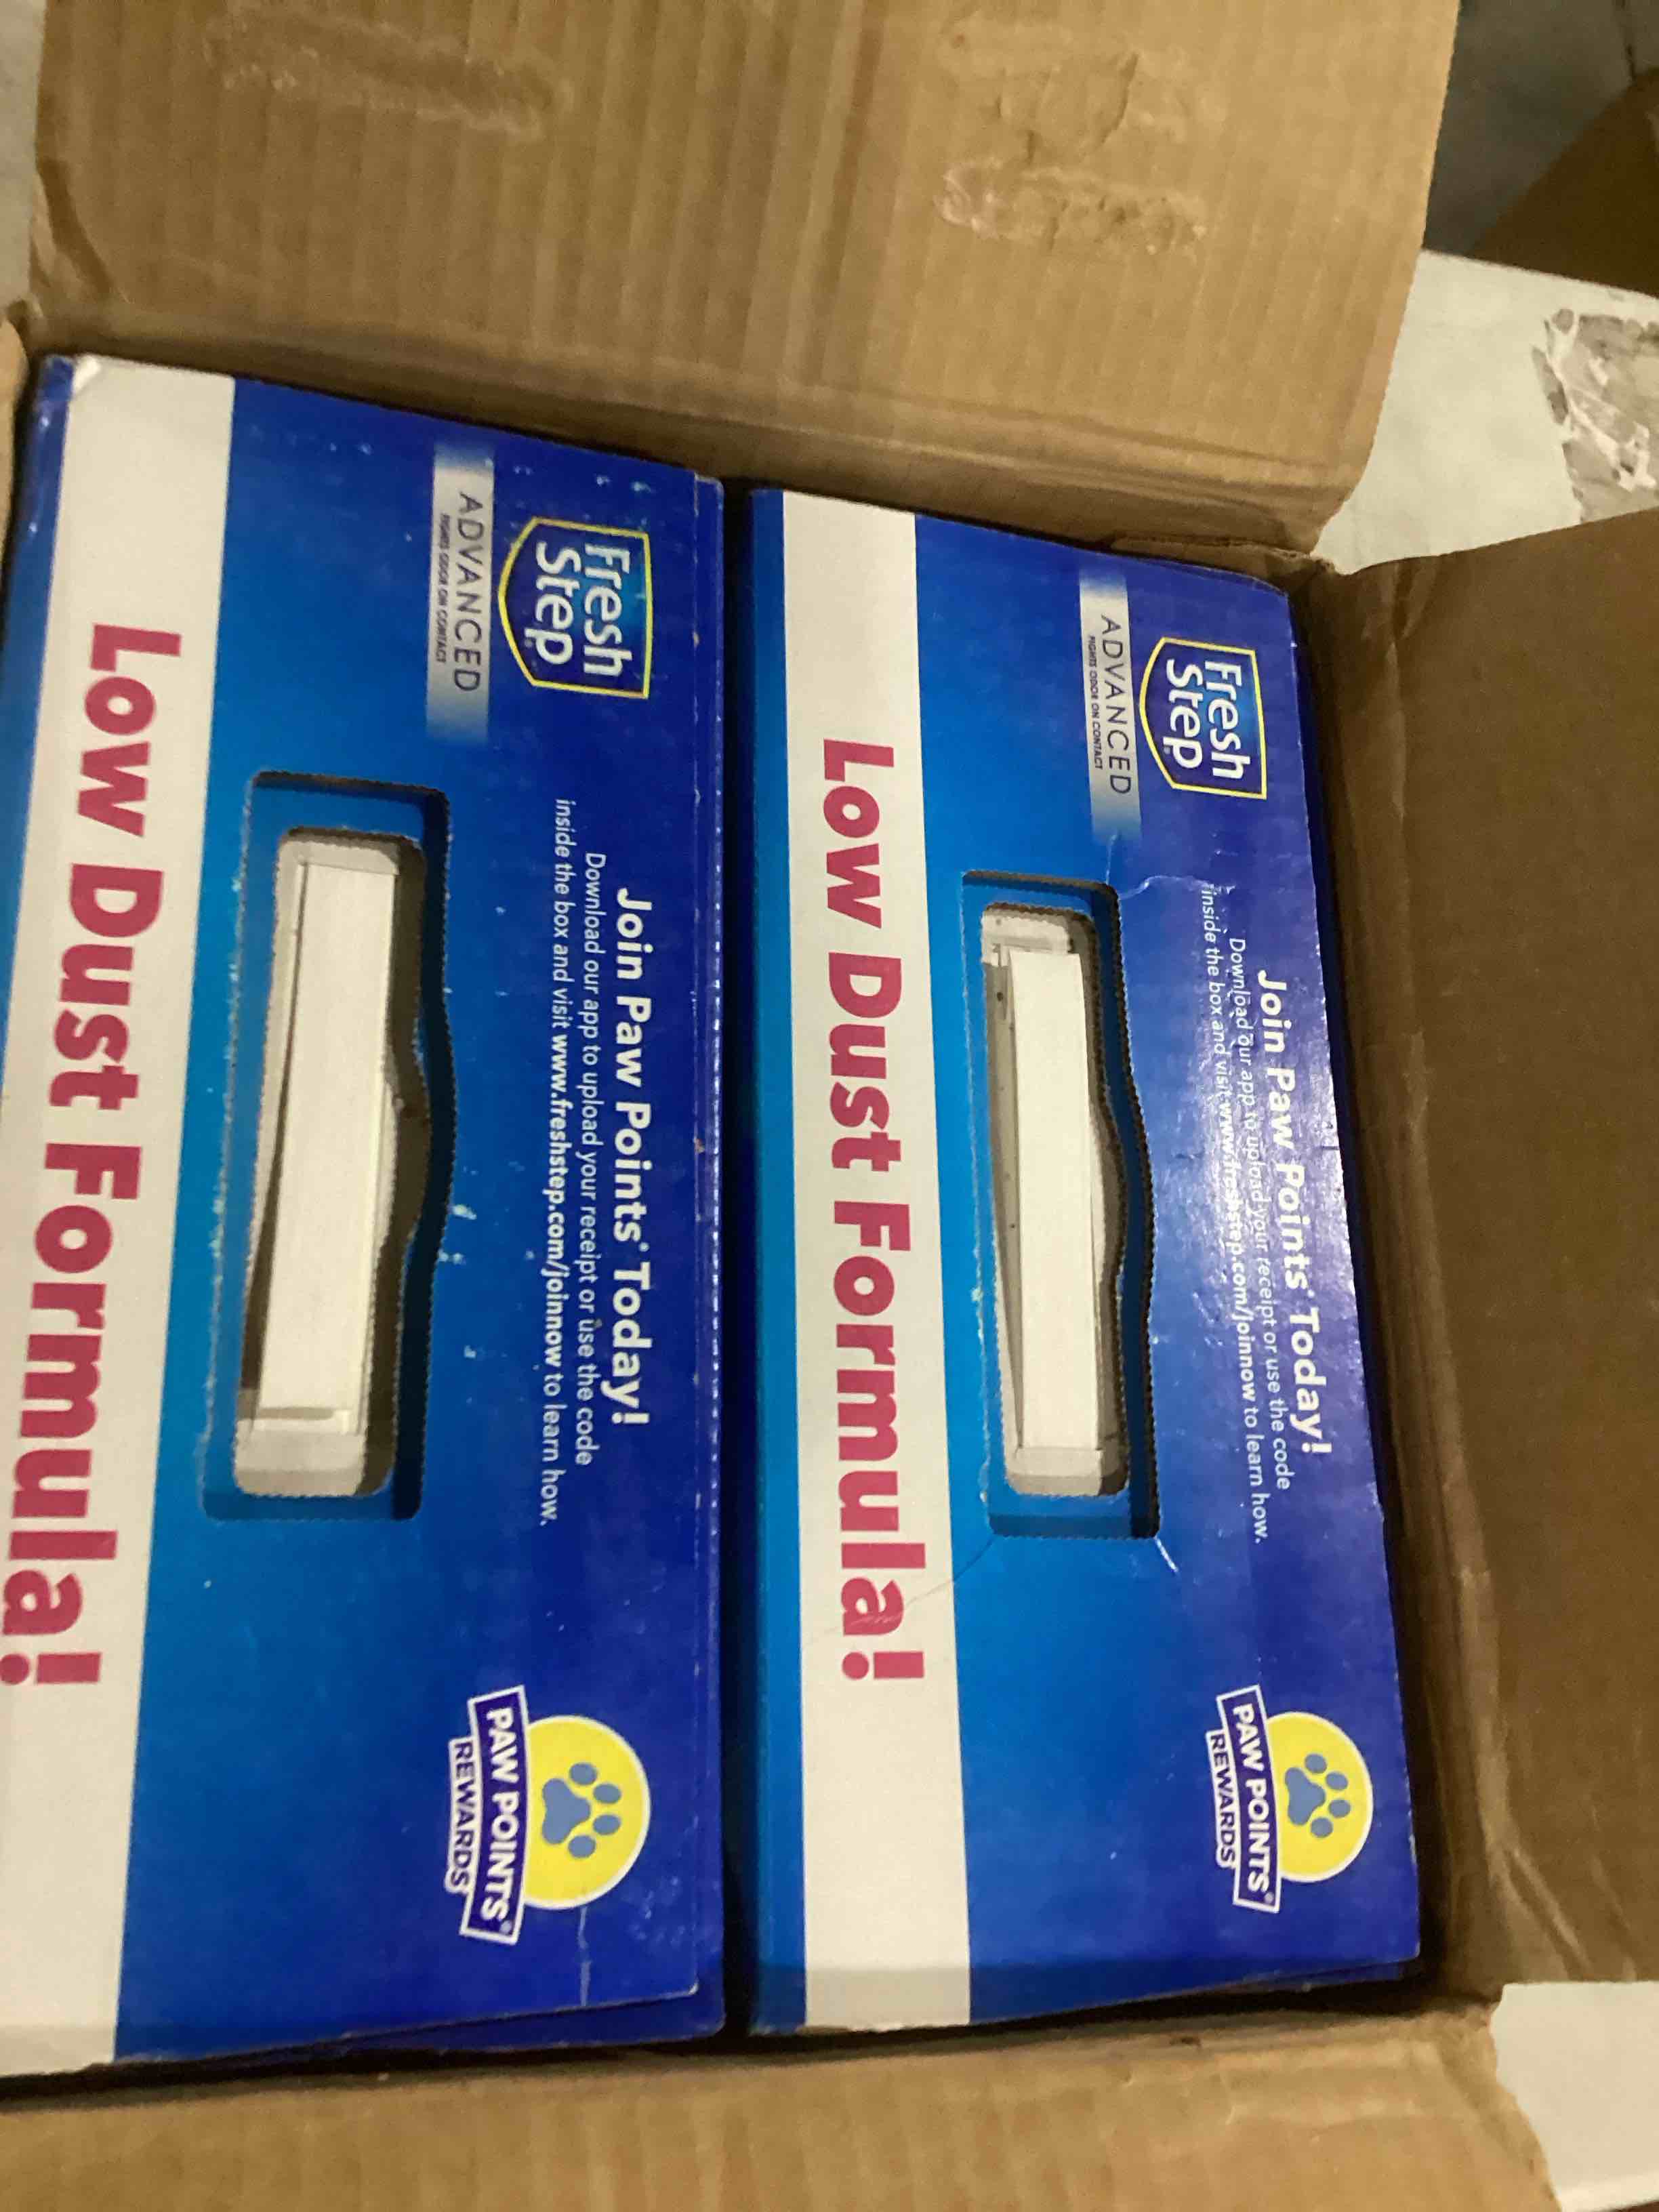 Fresh
Step
ADVANCED
FIGHTS ODOR ON CONTACT
Join Paw Points® Today!
Download our app to upload your receipt or use the code
inside the box and visit www.freshstep.com/joinnow to learn how.
PAW POINTS®
REWARDS
Low Dust Formula!
Fresh
Step
ADVANCED
FIGHTS ODOR ON CONTACT
Join Paw Points® Today!
Download our app to upload your receipt or use the code
inside the box and visit www.freshstep.com/joinnow to learn how.
PAW POINTS®
REWARDS
Low Dust Formula!